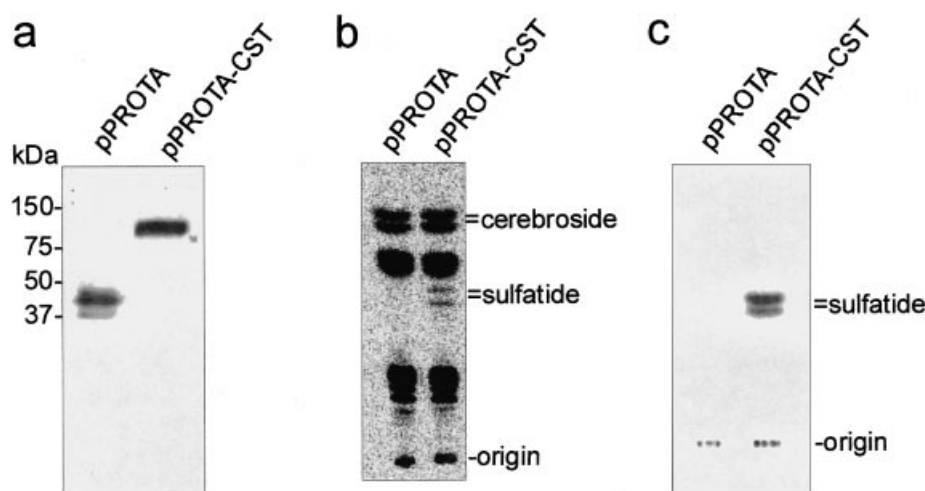 a
pPROTA
pPROTA-CST
kDa
150-
75-
50-
37-
b
pPROTA
pPROTA-CST
=cerebroside
=sulfatide
-origin
c
pPROTA
pPROTA-CST
=sulfatide
-origin